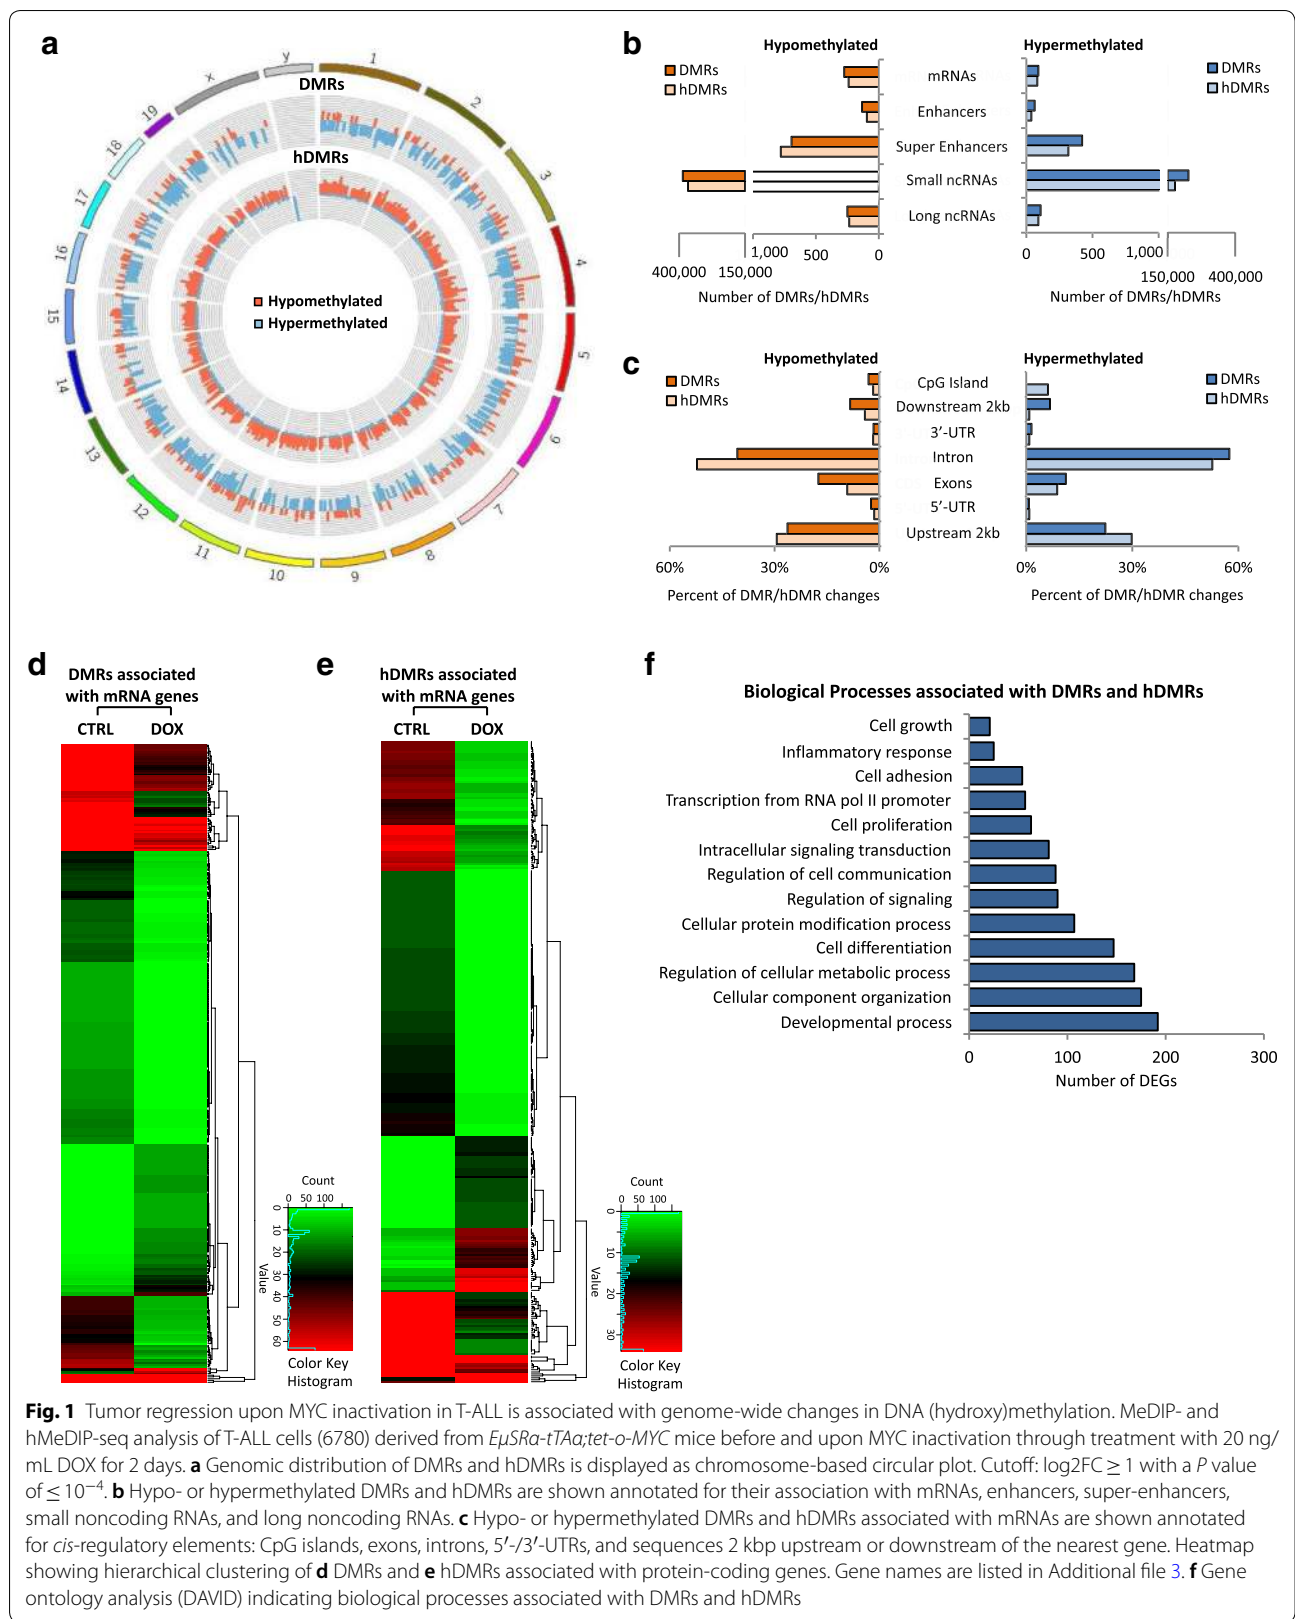 a
1
2
3
4
5
6
7
8
9
10
11
12
13
14
15
16
17
18
19
x
y
DMRs
hDMRs
Hypomethylated
Hypermethylated
b
Hypomethylated
Hypermethylated
DMRs
hDMRs
DMRs
hDMRs
mRNAs
Enhancers
Super Enhancers
Small ncRNAs
Long ncRNAs
1,000 500 0
400,000 150,000
0 500 1,000
150,000 400,000
Number of DMRs/hDMRs
Number of DMRs/hDMRs
c
Hypomethylated
Hypermethylated
DMRs
hDMRs
DMRs
hDMRs
CpG Island
Downstream 2kb
3’-UTR
Intron
Exons
5’-UTR
Upstream 2kb
60% 30% 0%
0% 30% 60%
Percent of DMR/hDMR changes
Percent of DMR/hDMR changes
d
DMRs associated
with mRNA genes
CTRL DOX
Count
0 50 100
0 10 20 30 40 50 60
Value
Color Key
Histogram
e
hDMRs associated
with mRNA genes
CTRL DOX
Count
0 50 100
0 10 20 30
Value
Color Key
Histogram
f
Biological Processes associated with DMRs and hDMRs
Cell growth
Inflammatory response
Cell adhesion
Transcription from RNA pol II promoter
Cell proliferation
Intracellular signaling transduction
Regulation of cell communication
Regulation of signaling
Cellular protein modification process
Cell differentiation
Regulation of cellular metabolic process
Cellular component organization
Developmental process
0 100 200 300
Number of DEGs
Fig. 1 Tumor regression upon MYC inactivation in T-ALL is associated with genome-wide changes in DNA (hydroxy)methylation. MeDIP- and
hMeDIP-seq analysis of T-ALL cells (6780) derived from EμSRα-tTAα;tet-o-MYC mice before and upon MYC inactivation through treatment with 20 ng/
mL DOX for 2 days. a Genomic distribution of DMRs and hDMRs is displayed as chromosome-based circular plot. Cutoff: log2FC ≥ 1 with a P value
of ≤ 10⁻⁴. b Hypo- or hypermethylated DMRs and hDMRs are shown annotated for their association with mRNAs, enhancers, super-enhancers,
small noncoding RNAs, and long noncoding RNAs. c Hypo- or hypermethylated DMRs and hDMRs associated with mRNAs are shown annotated
for cis-regulatory elements: CpG islands, exons, introns, 5′-/3′-UTRs, and sequences 2 kbp upstream or downstream of the nearest gene. Heatmap
showing hierarchical clustering of d DMRs and e hDMRs associated with protein-coding genes. Gene names are listed in Additional file 3. f Gene
ontology analysis (DAVID) indicating biological processes associated with DMRs and hDMRs